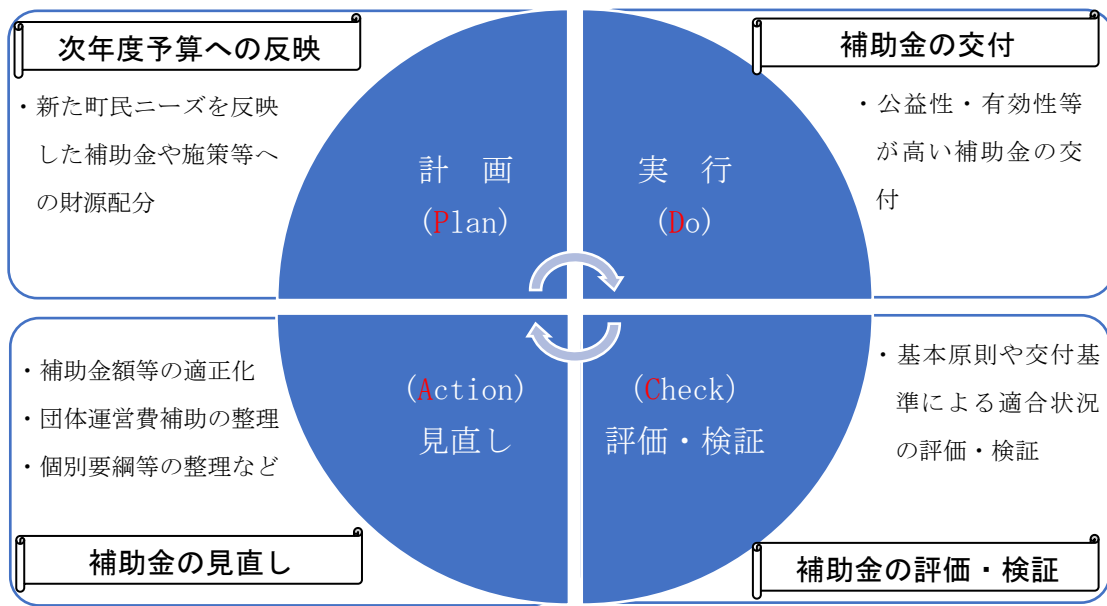 次年度予算への反映
・新た町民ニーズを反映
した補助金や施策等へ
の財源配分
計 画
(Plan)
補助金の交付
・公益性・有効性等
が高い補助金の交
付
実 行
(Do)
・補助金額等の適正化
・団体運営費補助の整理
・個別要綱等の整理など
補助金の見直し
(Action)
見直し
(Check)
評価・検証
・基本原則や交付基
準による適合状況
の評価・検証
補助金の評価・検証